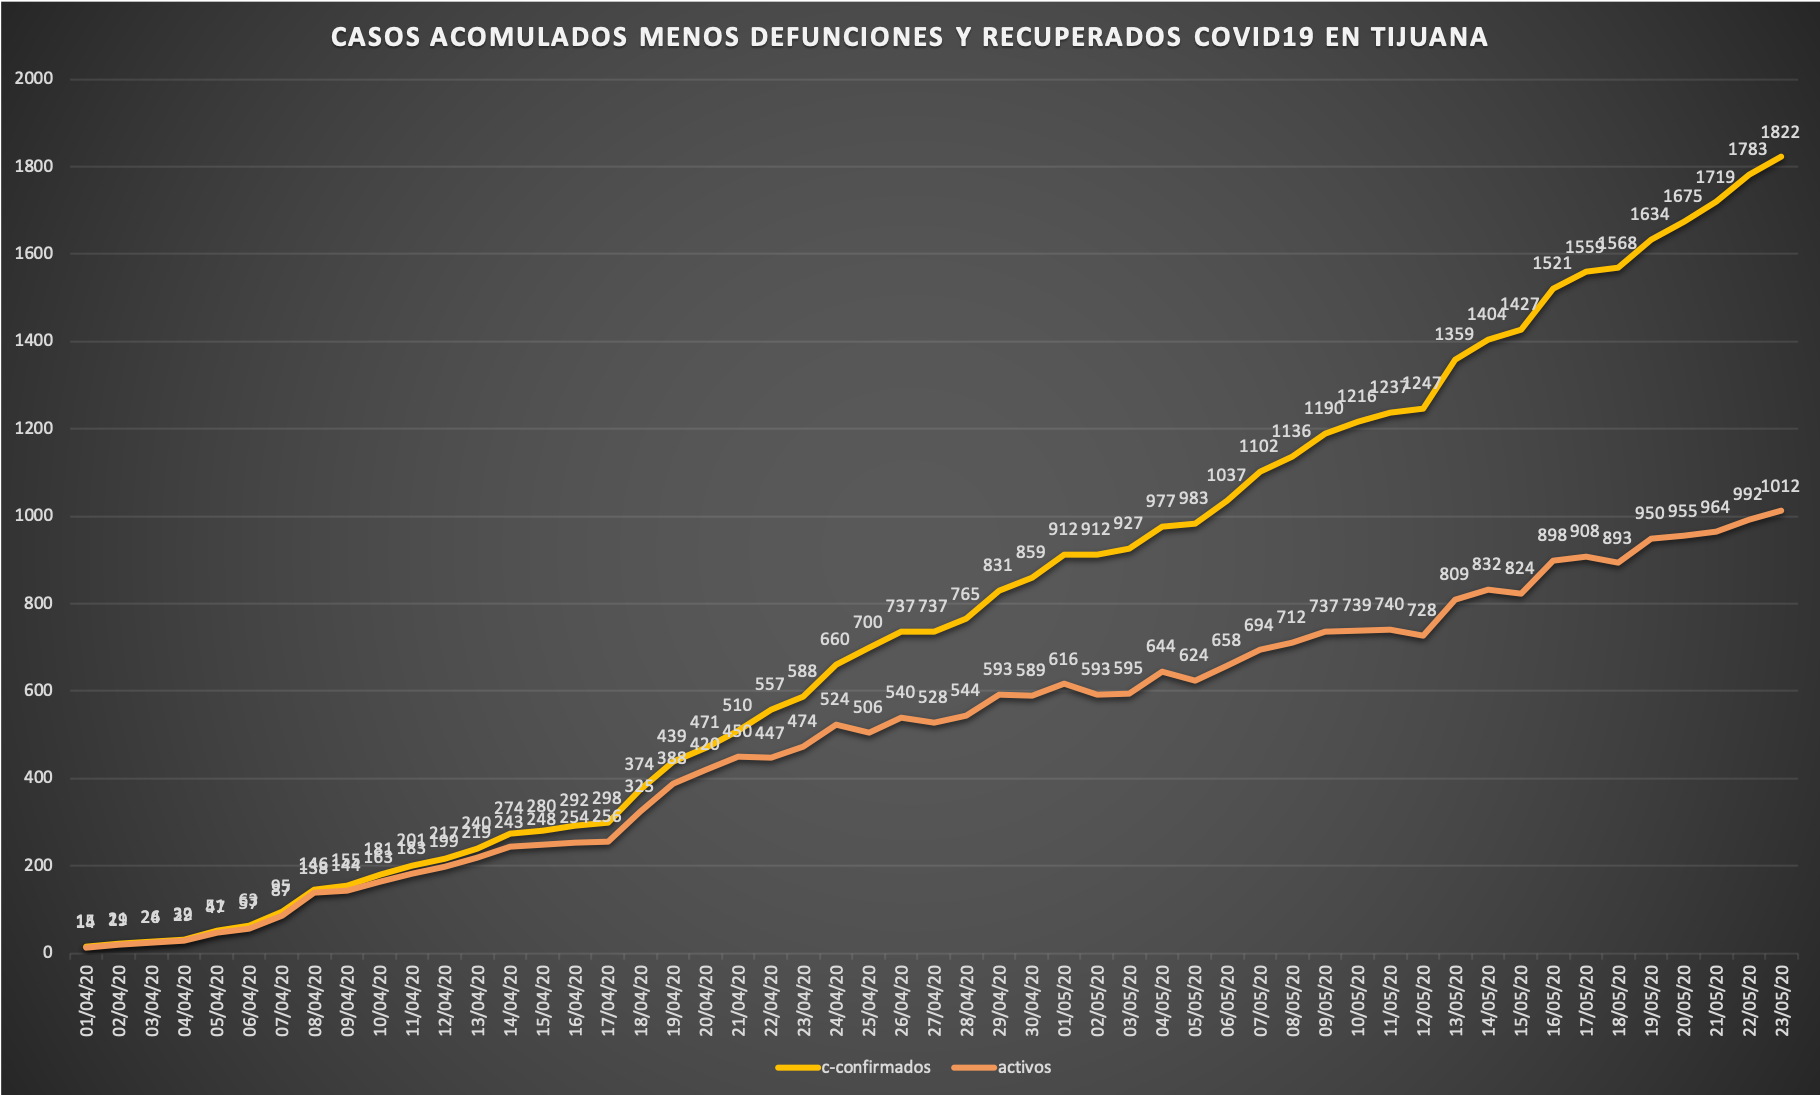 CASOS ACOMULADOS MENOS DEFUNCIONES Y RECUPERADOS COVID19 EN TIJUANA
2000
1800
1600
1400
1200
1000
800
600
400
200
0
146 155 181 201 217 240 274 280 292 298 374 439 471 510 557 588 660 700 737 737 765 831 859 912 912 927 977 983 1037 1102 1136 1190 1216 1237 1247 1359 1404 1427 1521 1559 1568 1634 1675 1719 1783 1822
87 138 144 163 183 199 219 243 248 254 256 325 388 420 450 447 474 524 506 540 528 544 593 589 616 593 595 644 624 658 694 712 737 739 740 728 809 832 824 898 908 893 950 955 964 992 1012
01/04/20 02/04/20 03/04/20 04/04/20 05/04/20 06/04/20 07/04/20 08/04/20 09/04/20 10/04/20 11/04/20 12/04/20 13/04/20 14/04/20 15/04/20 16/04/20 17/04/20 18/04/20 19/04/20 20/04/20 21/04/20 22/04/20 23/04/20 24/04/20 25/04/20 26/04/20 27/04/20 28/04/20 29/04/20 30/04/20 01/05/20 02/05/20 03/05/20 04/05/20 05/05/20 06/05/20 07/05/20 08/05/20 09/05/20 10/05/20 11/05/20 12/05/20 13/05/20 14/05/20 15/05/20 16/05/20 17/05/20 18/05/20 19/05/20 20/05/20 21/05/20 22/05/20 23/05/20
c-confirmados activos